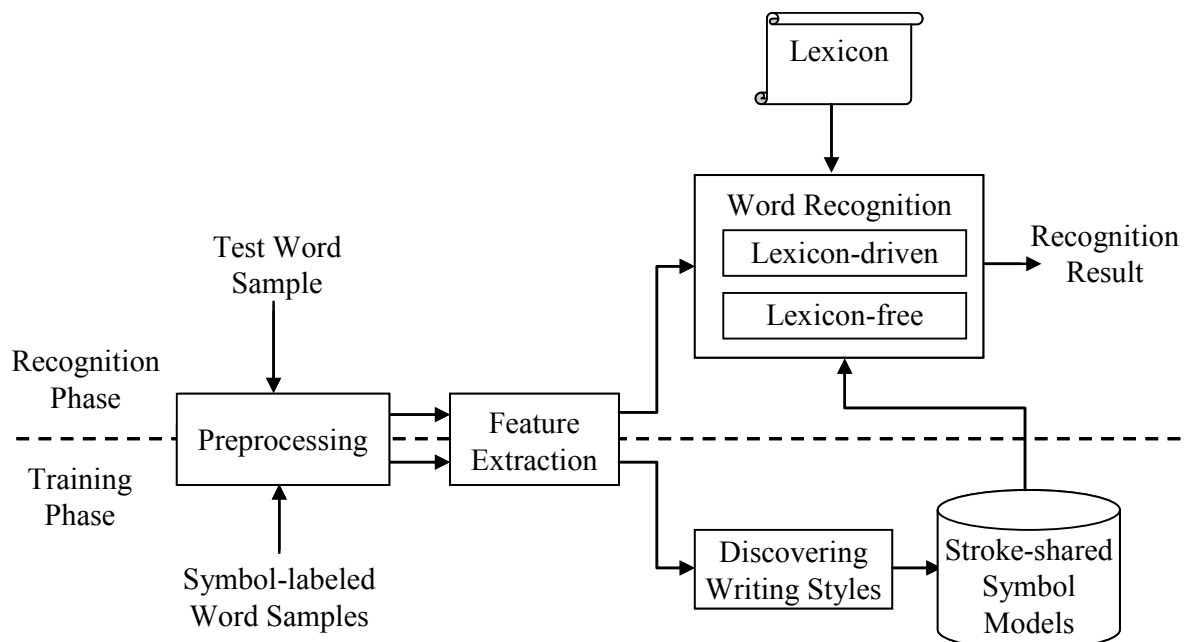 Lexicon
Word Recognition
Lexicon-driven
Lexicon-free
Recognition
Result
Test Word
Sample
Recognition
Phase
Preprocessing
Feature
Extraction
Training
Phase
Symbol-labeled
Word Samples
Discovering
Writing Styles
Stroke-shared
Symbol
Models